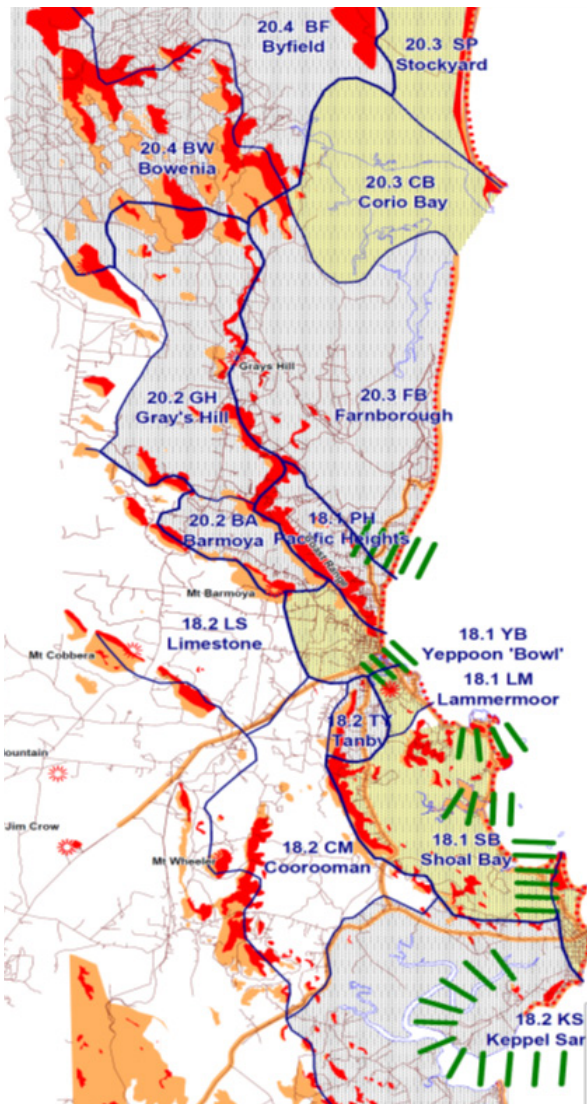 20.4 BF
Byfield
20.3 SP
Stockyard
20.4 BW
Bowenia
20.3 CB
Corio Bay
Grays Hill
20.2 GH
Gray's Hill
20.3 FB
Farnborough
20.2 BA
Barmoya
18.1 PH
Pacific Heights
Mt Barmoya
18.2 LS
Limestone
18.1 YB
Yeppoon 'Bowl'
Mt Cobbera
18.1 LM
Lammermoor
18.2 TY
Tanby
ountain
Jim Crow
18.1 SB
Shoal Bay
18.2 CM
Coorooman
Mt Wheeler
18.2 KS
Keppel Sar